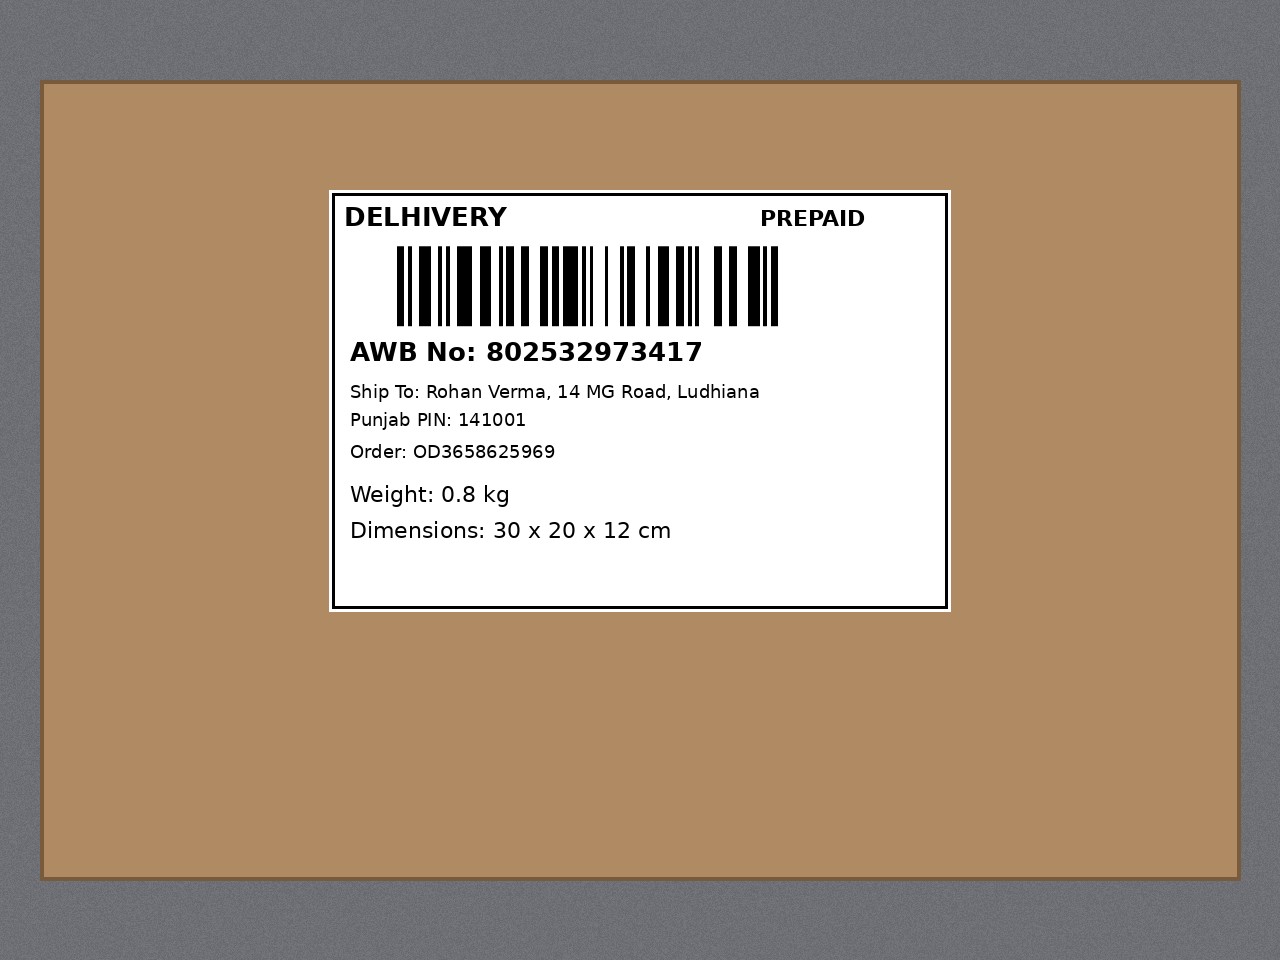 DELHIVERY PREPAID
AWB No: 802532973417
Ship To: Rohan Verma, 14 MG Road, Ludhiana
Punjab PIN: 141001
Order: OD3658625969
Weight: 0.8 kg
Dimensions: 30 x 20 x 12 cm